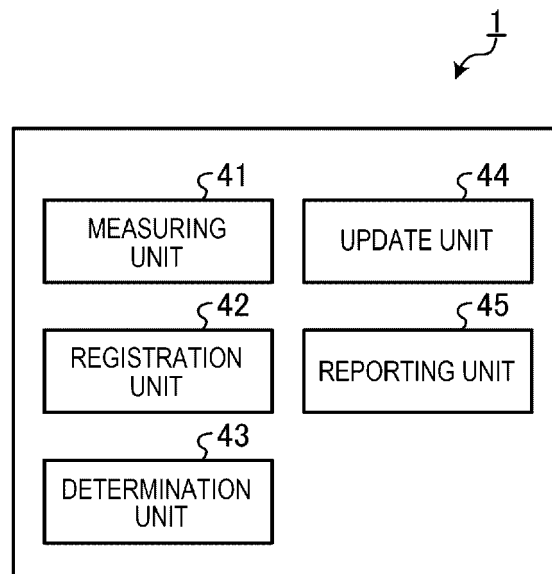 1
41
MEASURING
UNIT
44
UPDATE UNIT
42
REGISTRATION
UNIT
45
REPORTING UNIT
43
DETERMINATION
UNIT